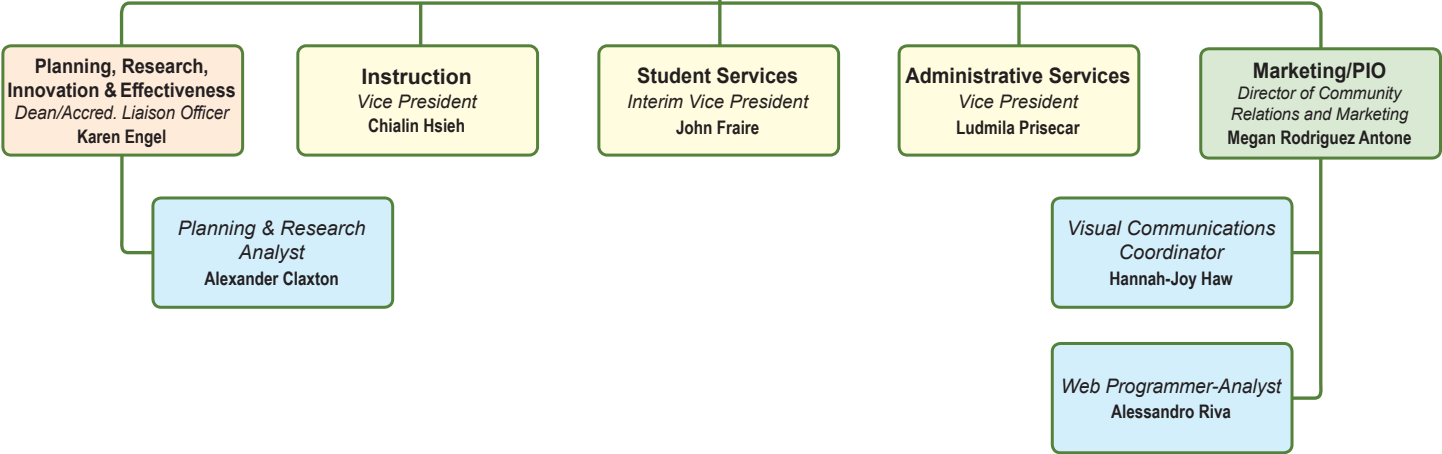 Planning, Research,
Innovation & Effectiveness
Dean/Accred. Liaison Officer
Karen Engel
Instruction
Vice President
Chialin Hsieh
Student Services
Interim Vice President
John Fraire
Administrative Services
Vice President
Ludmila Prisecar
Marketing/PIO
Director of Community
Relations and Marketing
Megan Rodriguez Antone
Planning & Research
Analyst
Alexander Claxton
Visual Communications
Coordinator
Hannah-Joy Haw
Web Programmer-Analyst
Alessandro Riva